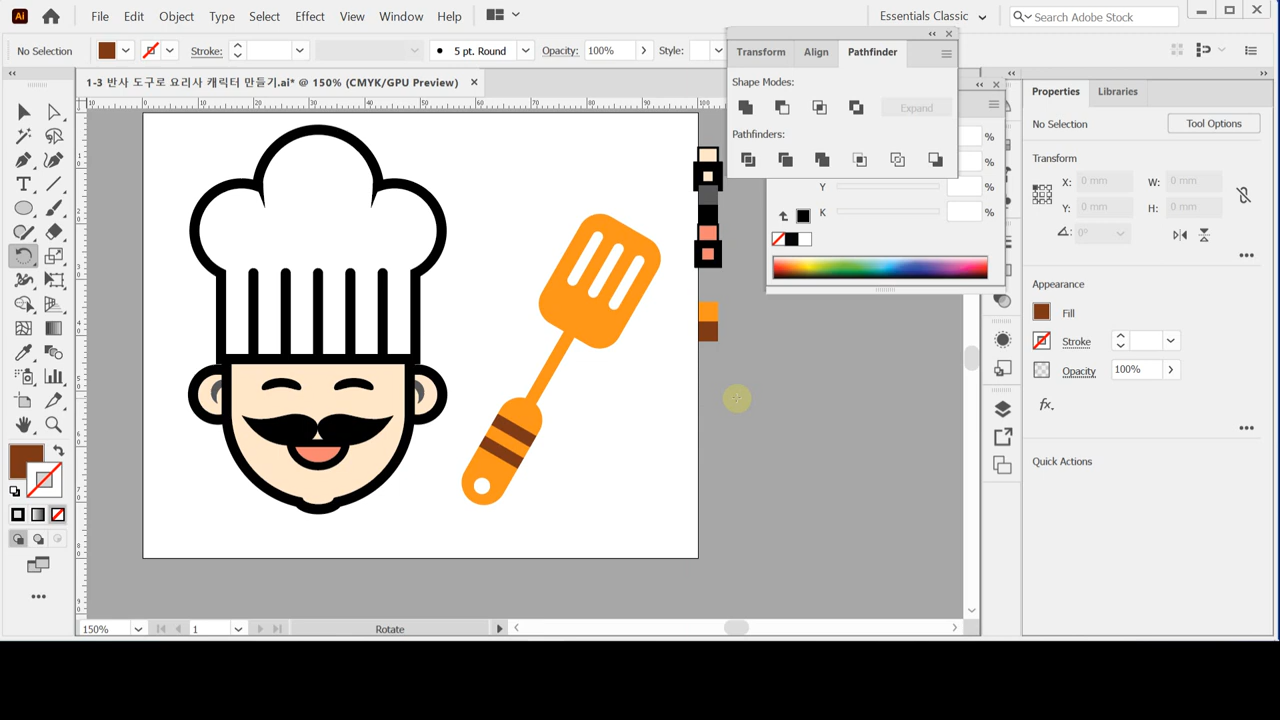 Ai File Edit Object Type Select Effect View Window Help Essentials Classic Search Adobe Stock
No Selection Stroke: 5 pt. Round Opacity: 100% Style:
Transform Align Pathfinder
1-3 반사 도구로 요리사 캐릭터 만들기.ai* @ 150% (CMYK/GPU Preview)
Shape Modes:
Expand
Pathfinders:
%
%
Y %
K %
Properties Libraries
No Selection Tool Options
Transform
X: 0 mm W: 0 mm
Y: 0 mm H: 0 mm
0°
Appearance
Fill
Stroke
Opacity 100%
fx
Quick Actions
150% 1 Rotate